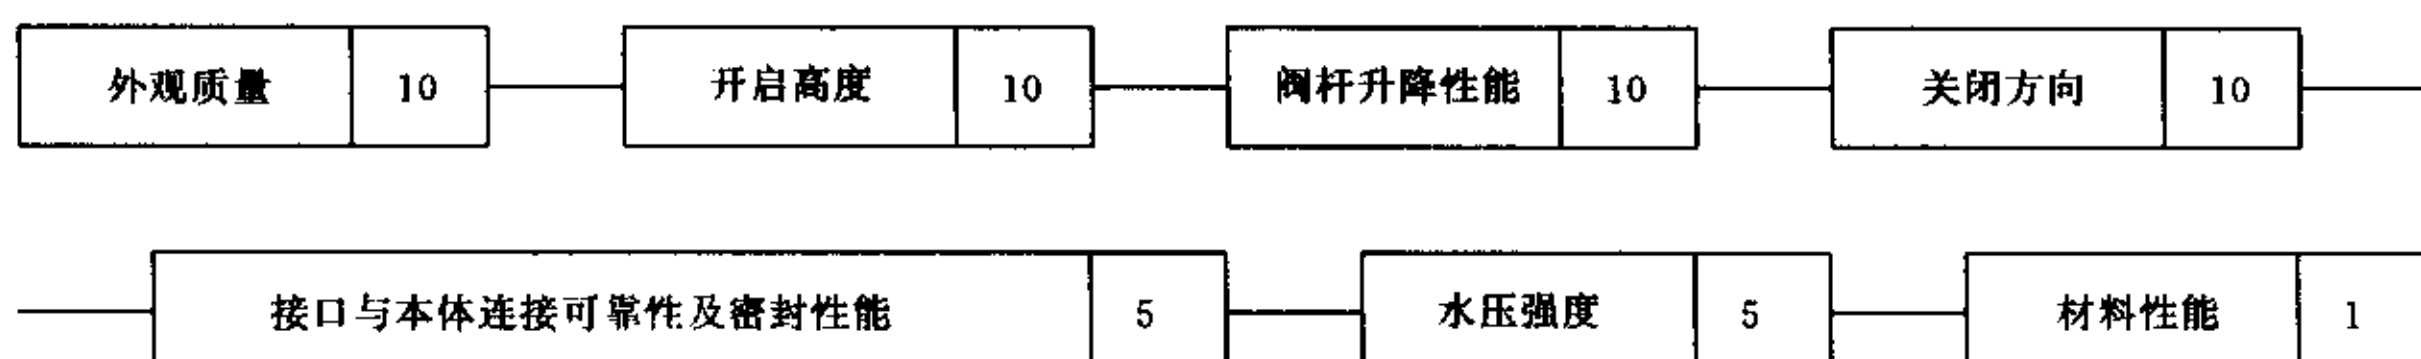 外观质量 10 开启高度 10 阀杆升降性能 10 关闭方向 10
接口与本体连接可靠性及密封性能 5 水压强度 5 材料性能 1